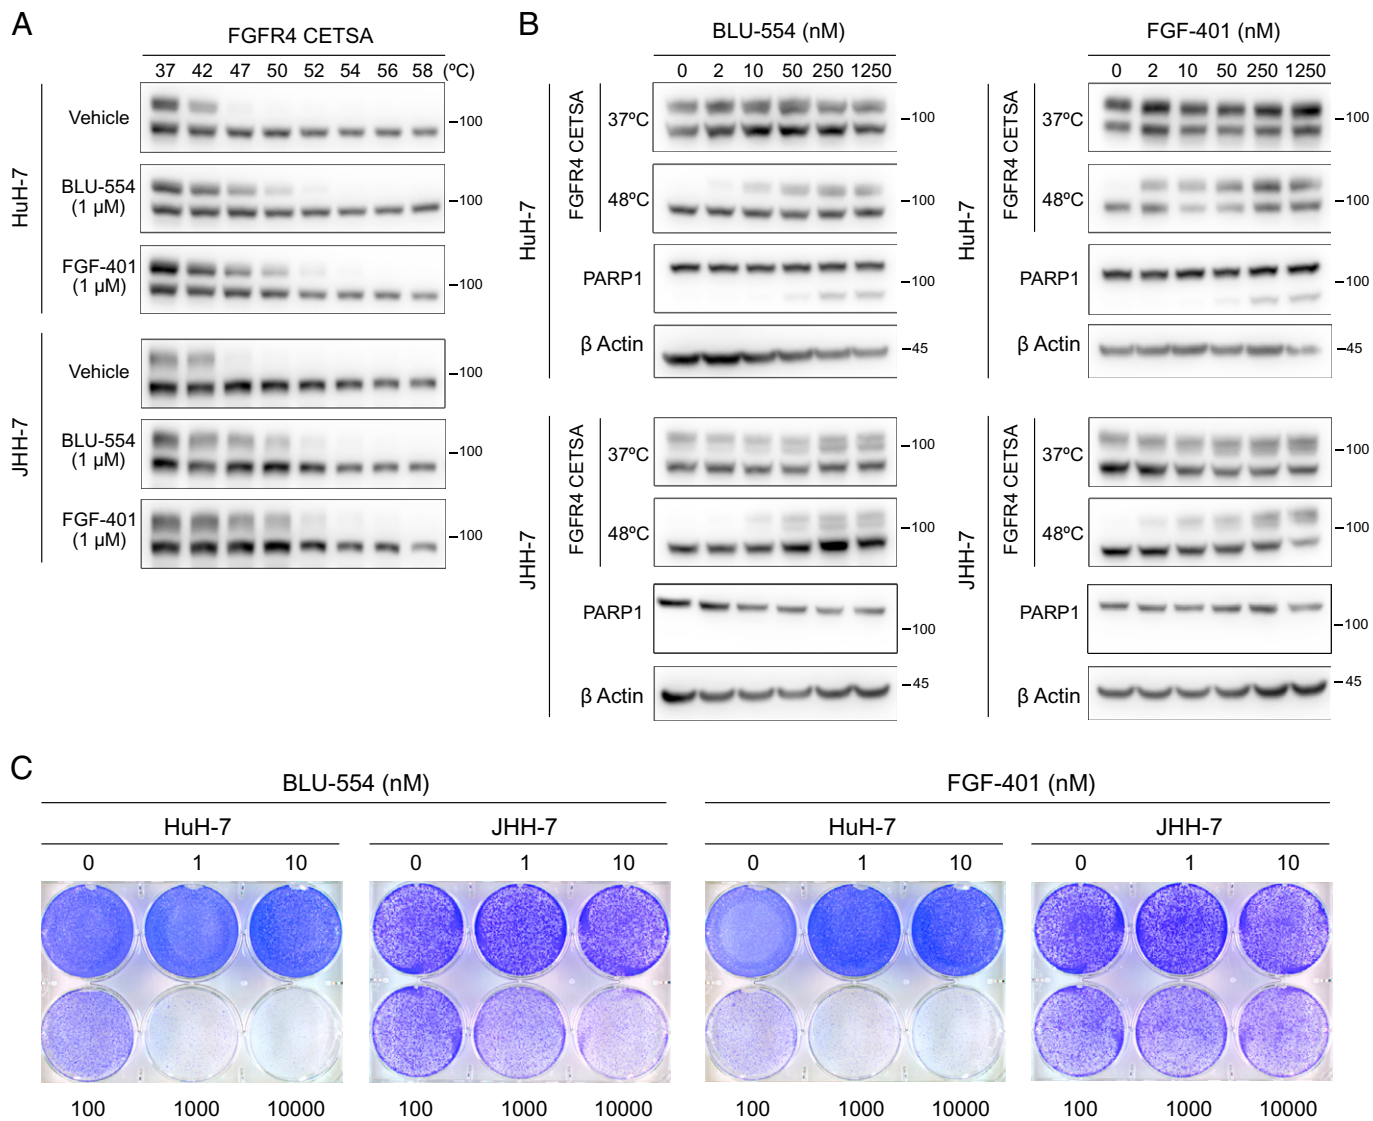 A
FGFR4 CETSA
37 42 47 50 52 54 56 58 (ºC)
HuH-7
Vehicle
–100
BLU-554
(1 µM)
–100
FGF-401
(1 µM)
–100
JHH-7
Vehicle
–100
BLU-554
(1 µM)
–100
FGF-401
(1 µM)
–100
B
BLU-554 (nM)
0 2 10 50 250 1250
HuH-7
FGFR4 CETSA
37ºC
–100
48ºC
–100
PARP1
–100
β Actin
–45
JHH-7
FGFR4 CETSA
37ºC
–100
48ºC
–100
PARP1
–100
β Actin
–45
FGF-401 (nM)
0 2 10 50 250 1250
HuH-7
FGFR4 CETSA
37ºC
–100
48ºC
–100
PARP1
–100
β Actin
–45
JHH-7
FGFR4 CETSA
37ºC
–100
48ºC
–100
PARP1
–100
β Actin
–45
C
BLU-554 (nM)
HuH-7
0 1 10
100 1000 10000
JHH-7
0 1 10
100 1000 10000
FGF-401 (nM)
HuH-7
0 1 10
100 1000 10000
JHH-7
0 1 10
100 1000 10000